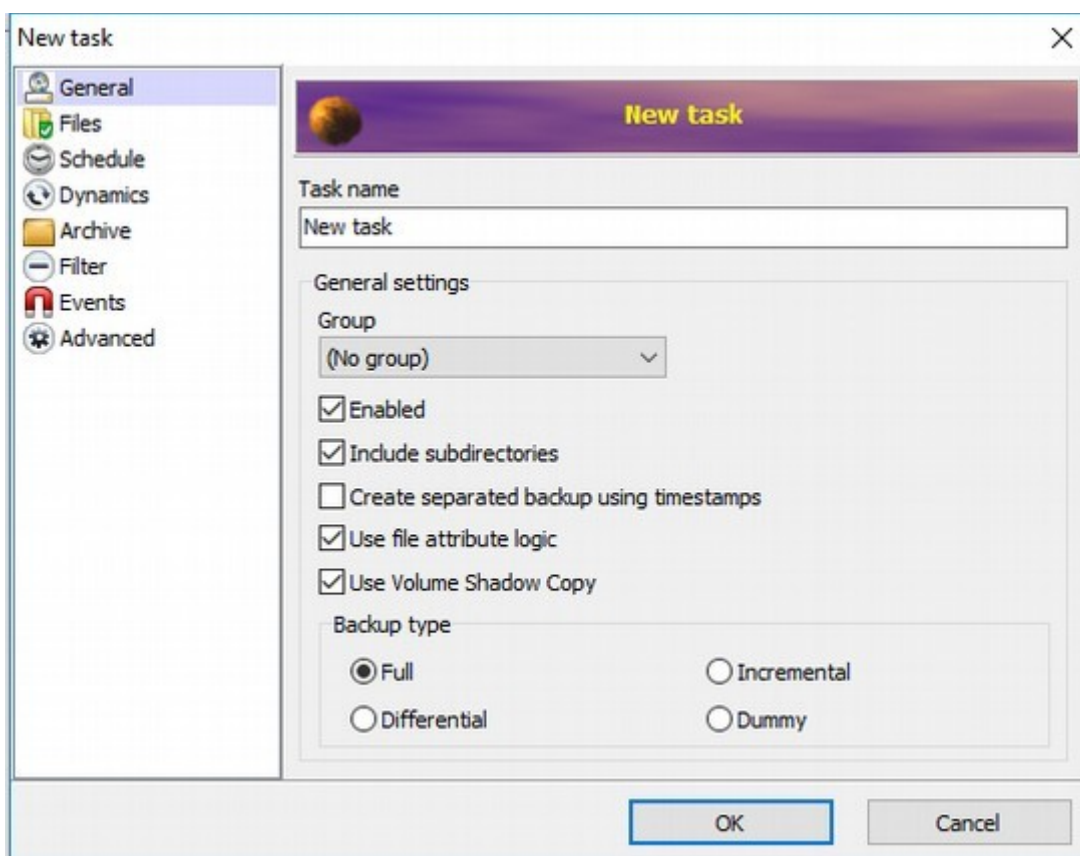 New task
General
Files
Schedule
Dynamics
Archive
Filter
Events
Advanced
New task
Task name
New task
General settings
Group
(No group)
Enabled
Include subdirectories
Create separated backup using timestamps
Use file attribute logic
Use Volume Shadow Copy
Backup type
Full Incremental
Differential Dummy
OK Cancel